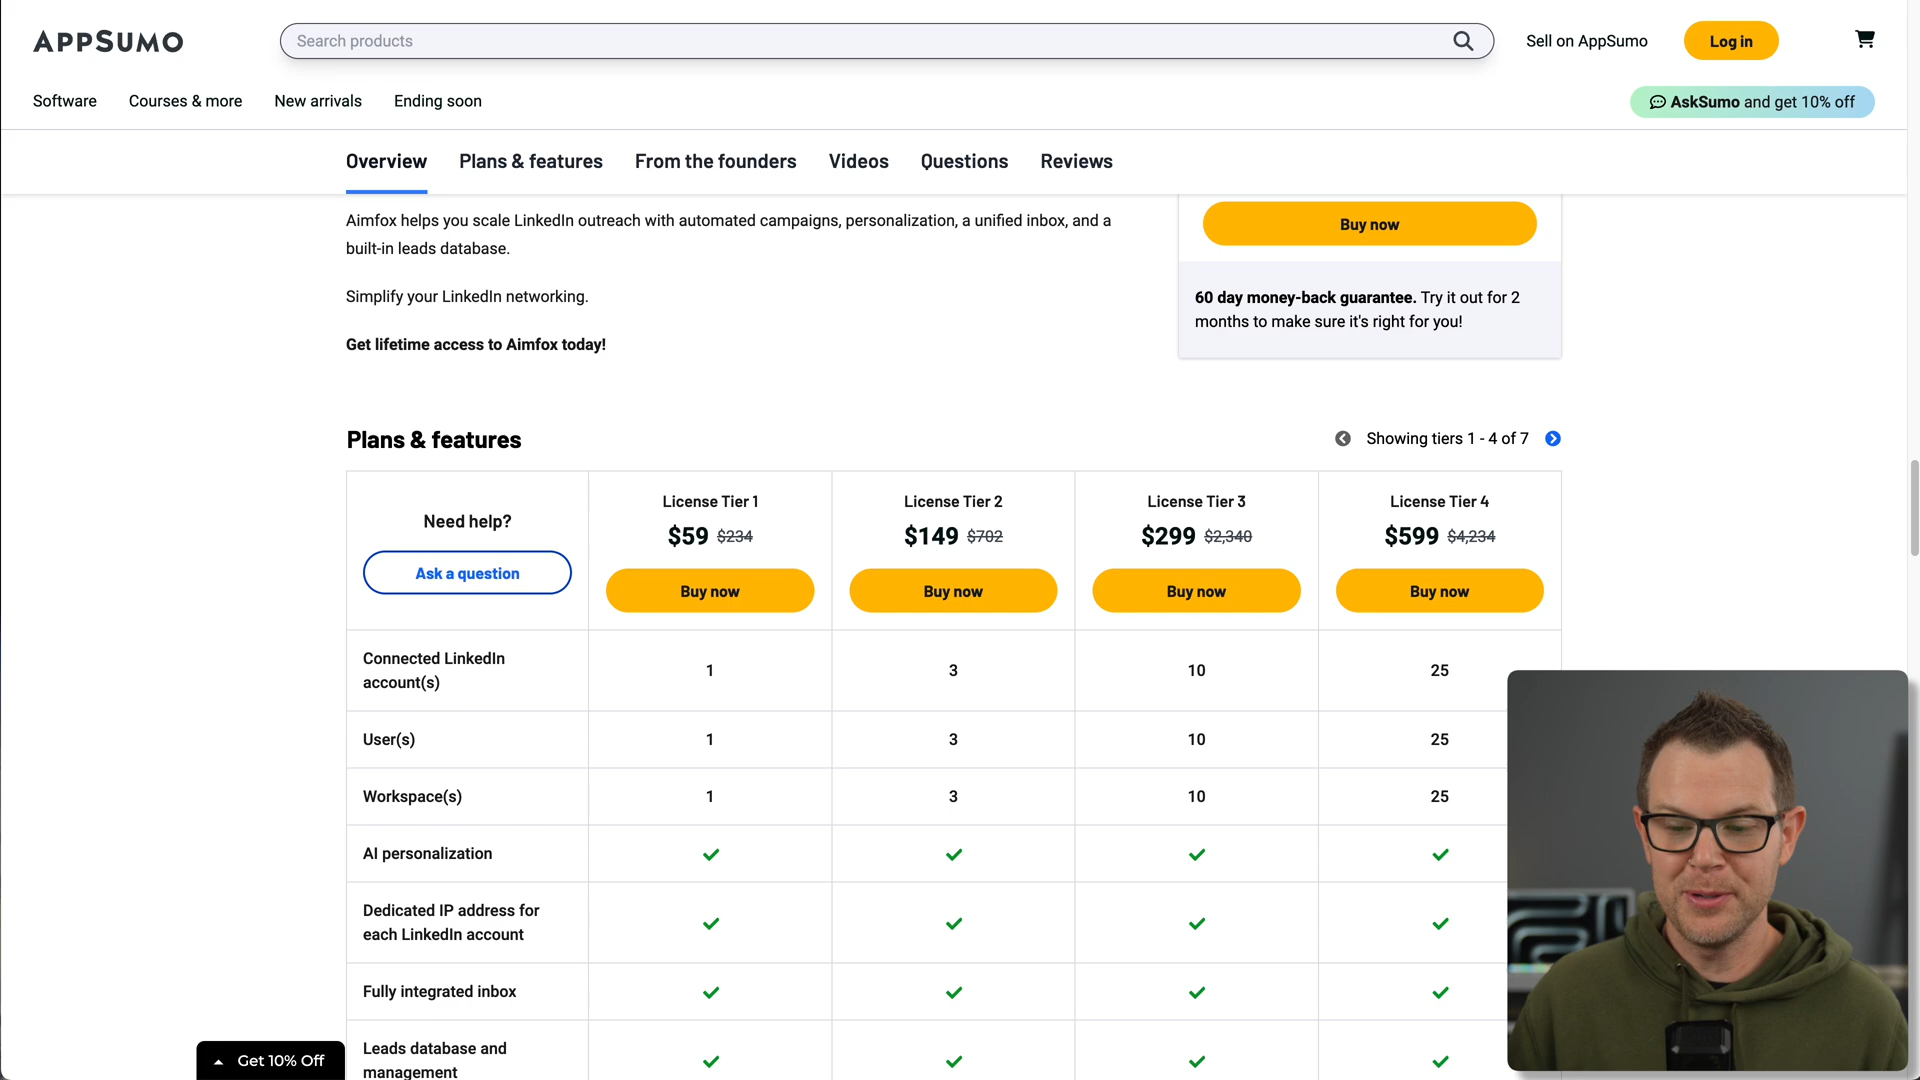 APPSUMO
Search products
Sell on AppSumo
Log in
Software
Courses & more
New arrivals
Ending soon
AskSumo and get 10% off
Overview
Plans & features
From the founders
Videos
Questions
Reviews
Aimfox helps you scale LinkedIn outreach with automated campaigns, personalization, a unified inbox, and a
built-in leads database.
Simplify your LinkedIn networking.
Get lifetime access to Aimfox today!
Buy now
60 day money-back guarantee. Try it out for 2
months to make sure it's right for you!
Plans & features
Showing tiers 1 - 4 of 7
Need help?
Ask a question
License Tier 1
$59 $234
Buy now
License Tier 2
$149 $702
Buy now
License Tier 3
$299 $2,340
Buy now
License Tier 4
$599 $4,234
Buy now
Connected LinkedIn
account(s)
1
3
10
25
User(s)
1
3
10
25
Workspace(s)
1
3
10
25
AI personalization
Dedicated IP address for
each LinkedIn account
Fully integrated inbox
Leads database and
management
Get 10% Off